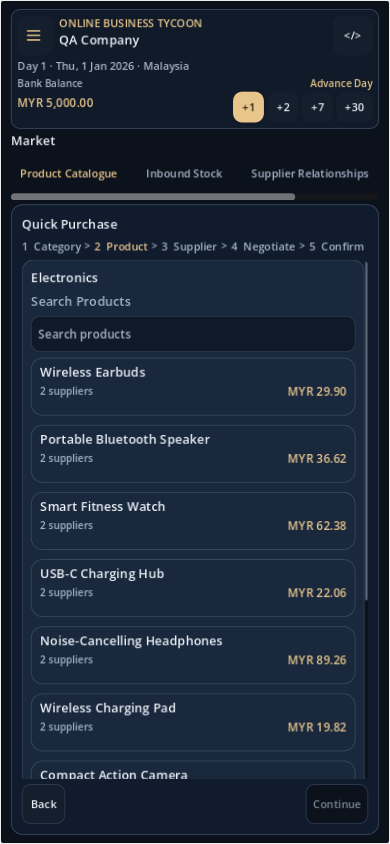 ONLINE BUSINESS TYCOON
QA Company
</>
Day 1 · Thu, 1 Jan 2026 · Malaysia
Bank Balance
Advance Day
MYR 5,000.00
+1 +2 +7 +30
Market
Product Catalogue Inbound Stock Supplier Relationships
Quick Purchase
1 Category > 2 Product > 3 Supplier > 4 Negotiate > 5 Confirm
Electronics
Search Products
Search products
Wireless Earbuds
2 suppliers MYR 29.90
Portable Bluetooth Speaker
2 suppliers MYR 36.62
Smart Fitness Watch
2 suppliers MYR 62.38
USB-C Charging Hub
2 suppliers MYR 22.06
Noise-Cancelling Headphones
2 suppliers MYR 89.26
Wireless Charging Pad
2 suppliers MYR 19.82
Compact Action Camera
Back Continue